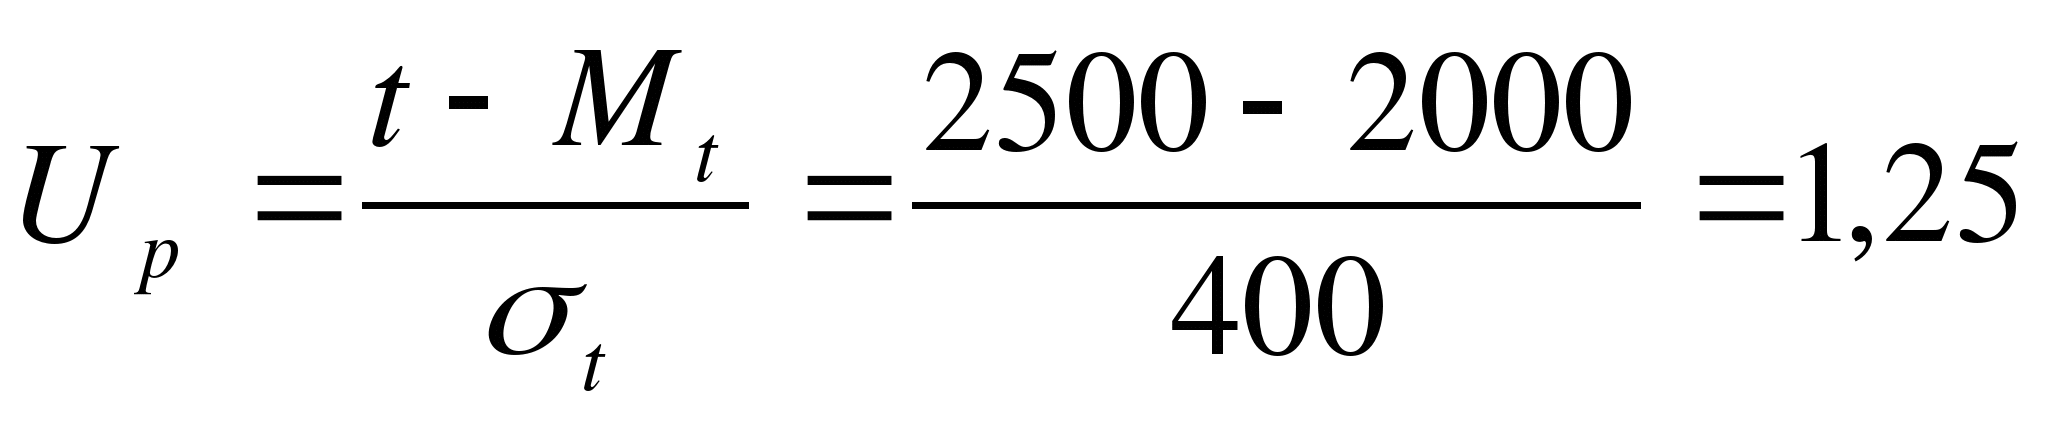 U_p = (t - M_t) / σ_t = (2500 - 2000) / 400 = 1,25